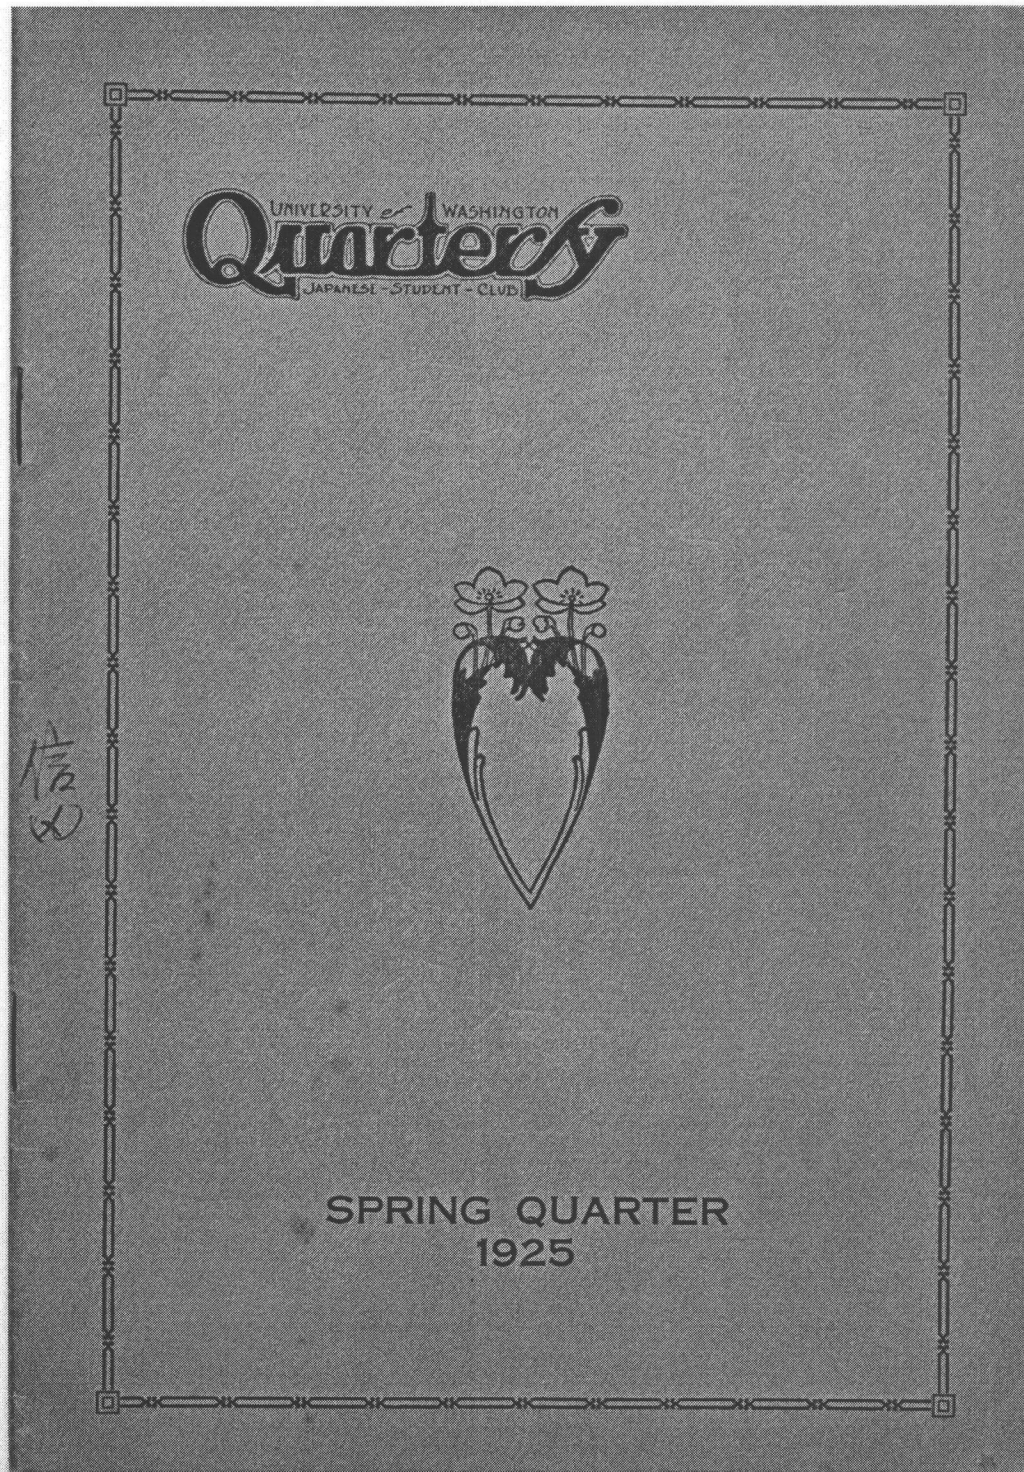 UNIVERSITY OF WASHINGTON
Quarterly
JAPANESE-STUDENT-CLUB
信
SPRING QUARTER
1925